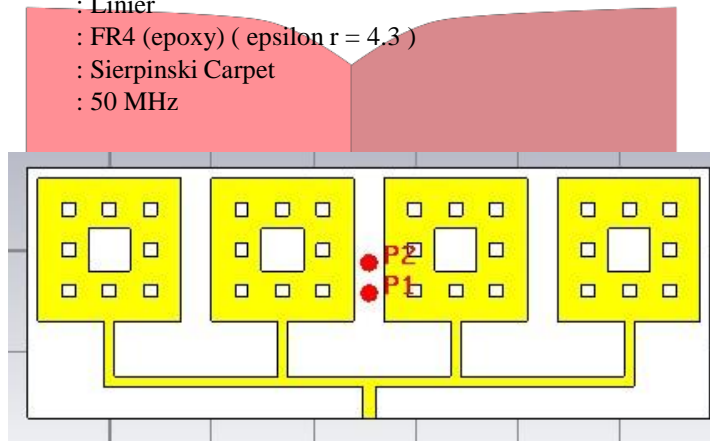 : Linier
: FR4 (epoxy) ( epsilon r = 4.3 )
: Sierpinski Carpet
: 50 MHz
P2
P1